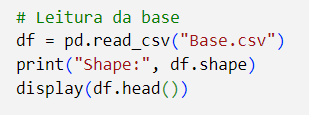 # Leitura da base
df = pd.read_csv("Base.csv")
print("Shape:", df.shape)
display(df.head())